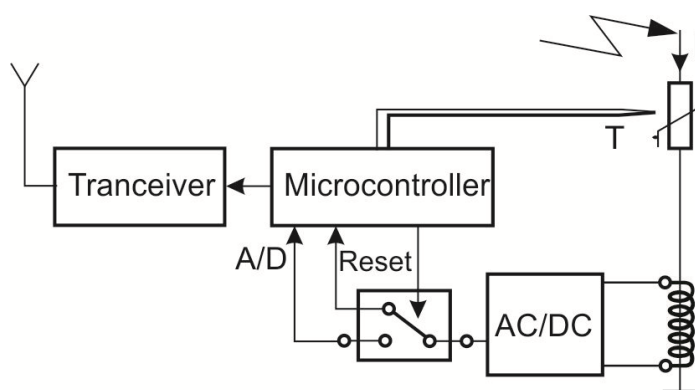 T
Tranceiver
Microcontroller
A/D
Reset
AC/DC